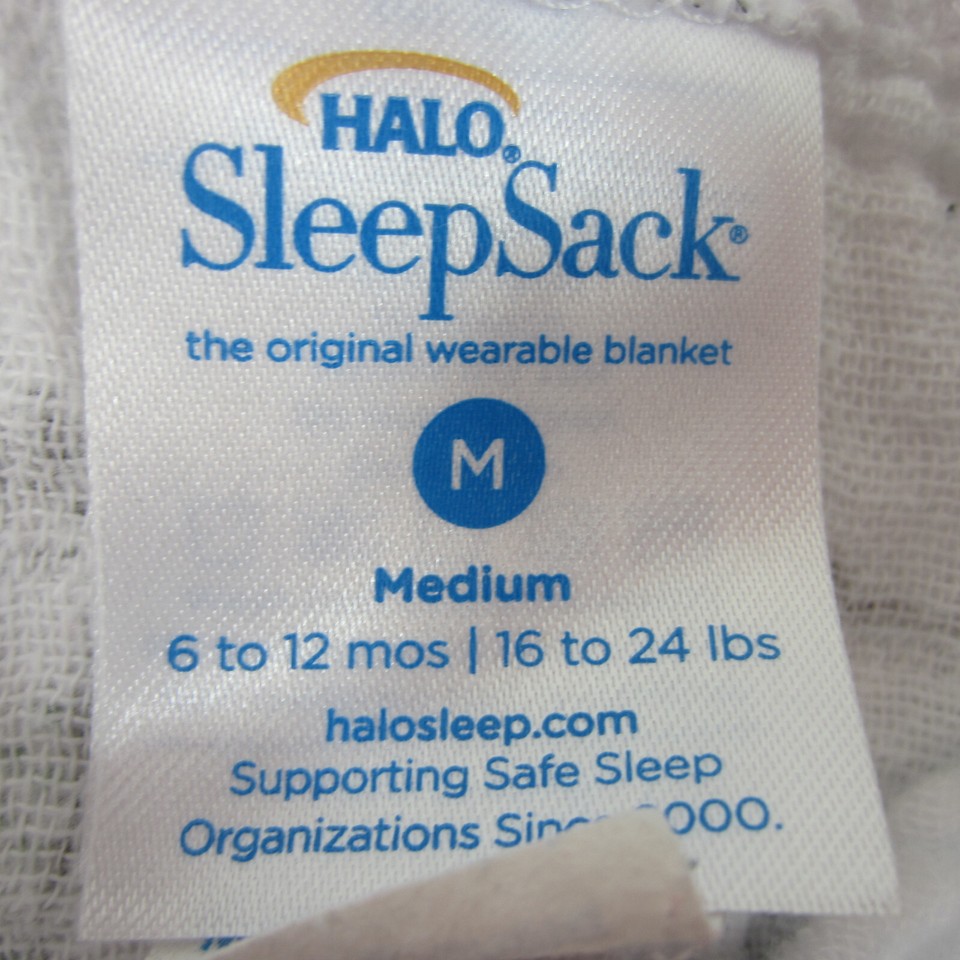 HALO®
SleepSack®
the original wearable blanket
M
Medium
6 to 12 mos | 16 to 24 lbs
halosleep.com
Supporting Safe Sleep
Organizations